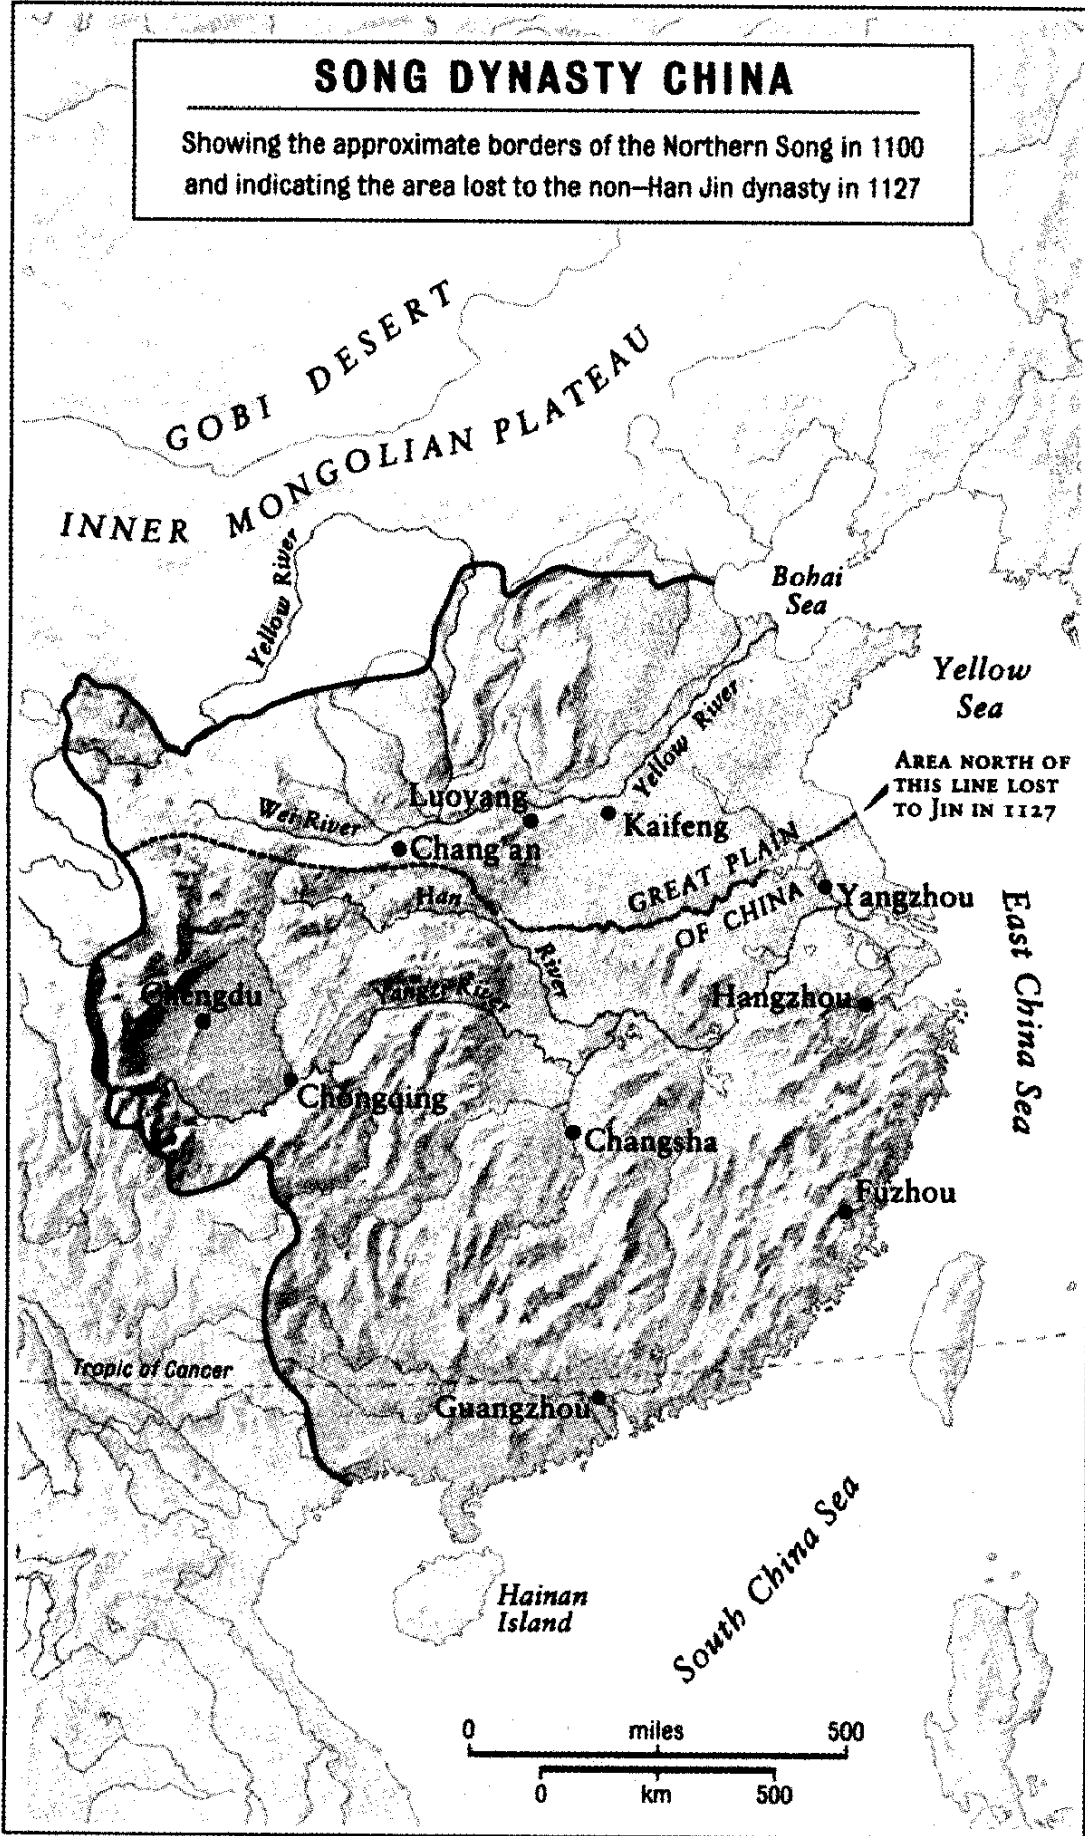 SONG DYNASTY CHINA
Showing the approximate borders of the Northern Song in 1100
and indicating the area lost to the non–Han Jin dynasty in 1127
GOBI DESERT
INNER MONGOLIAN PLATEAU
Yellow River
Bohai
Sea
Yellow
Sea
Yellow River
AREA NORTH OF
THIS LINE LOST
TO JIN IN 1127
Luoyang
Wei River
Kaifeng
Chang'an
GREAT PLAIN
OF CHINA
Han
River
Yangzhou
East China Sea
Chengdu
Yangzi River
Hangzhou
Chongqing
Changsha
Fuzhou
Tropic of Cancer
Guangzhou
Hainan
Island
South China Sea
0 miles 500
0 km 500